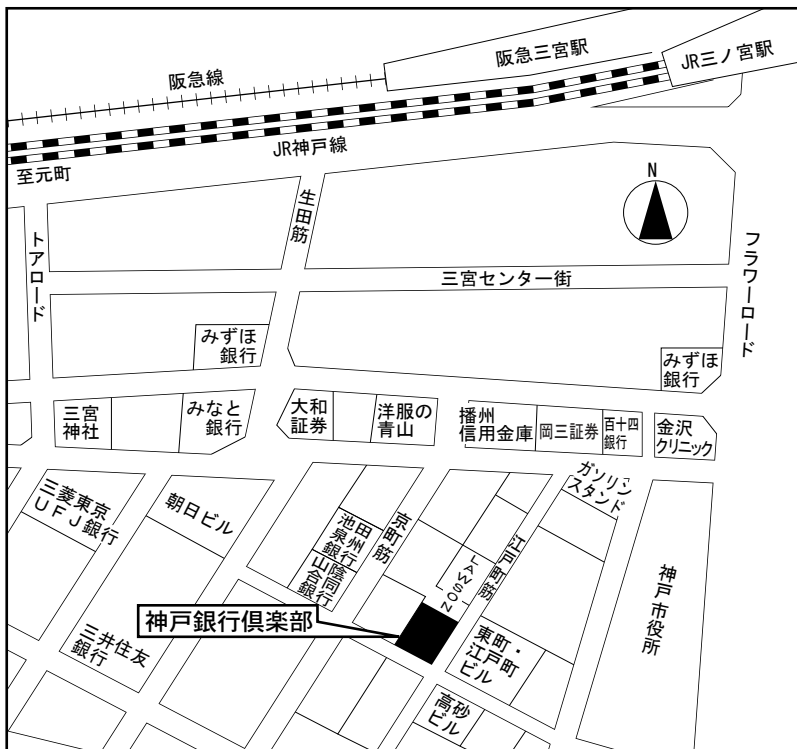 阪急三宮駅
JR三ノ宮駅
阪急線
JR神戸線
至元町
N
生田筋
トアロード
三宮センター街
フラワーロード
みずほ
銀行
みずほ
銀行
三宮
神社
みなと
銀行
大和
証券
洋服の
青山
播州
信用金庫
岡三証券
百十四
銀行
金沢
クリニック
三菱東京
UFJ銀行
朝日ビル
池田
泉州
銀行
山陰
合同
銀行
京町筋
LAWSON
江戸町筋
ガソリン
スタンド
神戸市役所
神戸銀行倶楽部
三井住友
銀行
東町・
江戸町
ビル
高砂
ビル